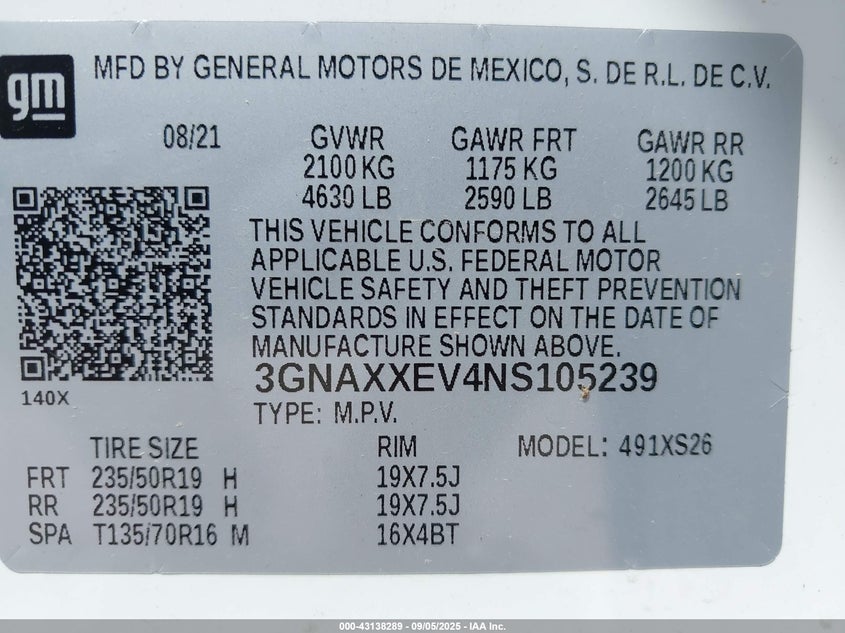 gm
MFD BY GENERAL MOTORS DE MEXICO, S. DE R.L. DE C.V.
08/21 GVWR GAWR FRT GAWR RR
2100 KG 1175 KG 1200 KG
4630 LB 2590 LB 2645 LB
THIS VEHICLE CONFORMS TO ALL
APPLICABLE U.S. FEDERAL MOTOR
VEHICLE SAFETY AND THEFT PREVENTION
STANDARDS IN EFFECT ON THE DATE OF
MANUFACTURE SHOWN ABOVE.
3GNAXXEV4NS105239
140X
TYPE: M.P.V.
TIRE SIZE RIM MODEL: 491XS26
FRT 235/50R19 H 19X7.5J
RR 235/50R19 H 19X7.5J
SPA T135/70R16 M 16X4BT
000-43138289 - 09/05/2025 - IAA Inc.